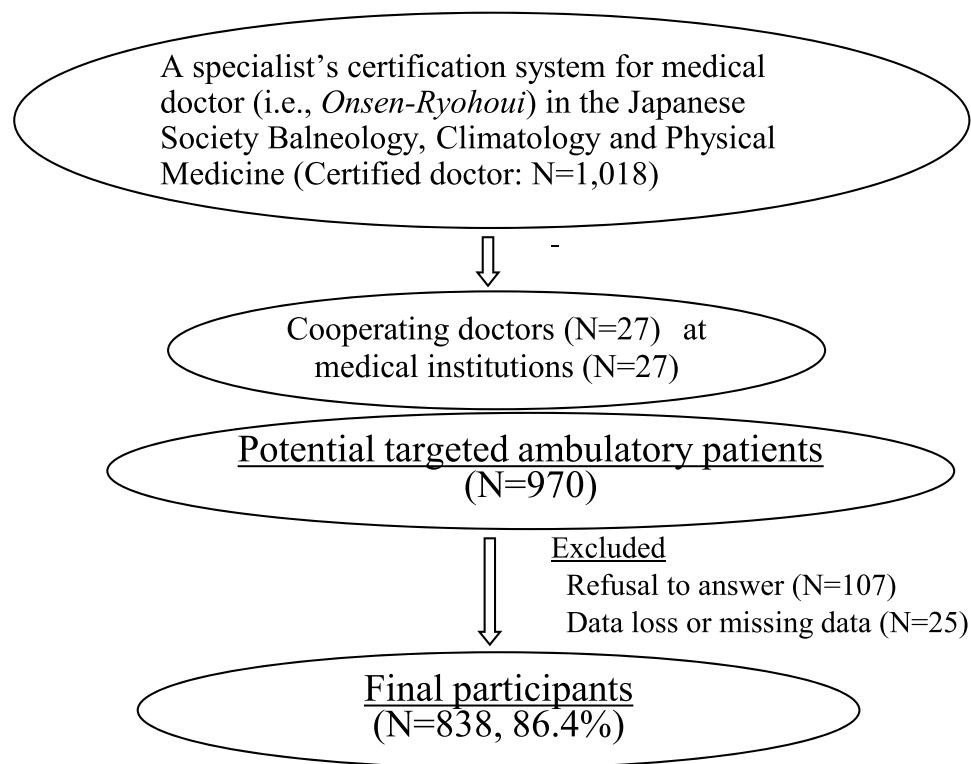 A specialist's certification system for medical
doctor (i.e., Onsen-Ryohoui) in the Japanese
Society Balneology, Climatology and Physical
Medicine (Certified doctor: N=1,018)
-
Cooperating doctors (N=27) at
medical institutions (N=27)
Potential targeted ambulatory patients
(N=970)
Excluded
Refusal to answer (N=107)
Data loss or missing data (N=25)
Final participants
(N=838, 86.4%)